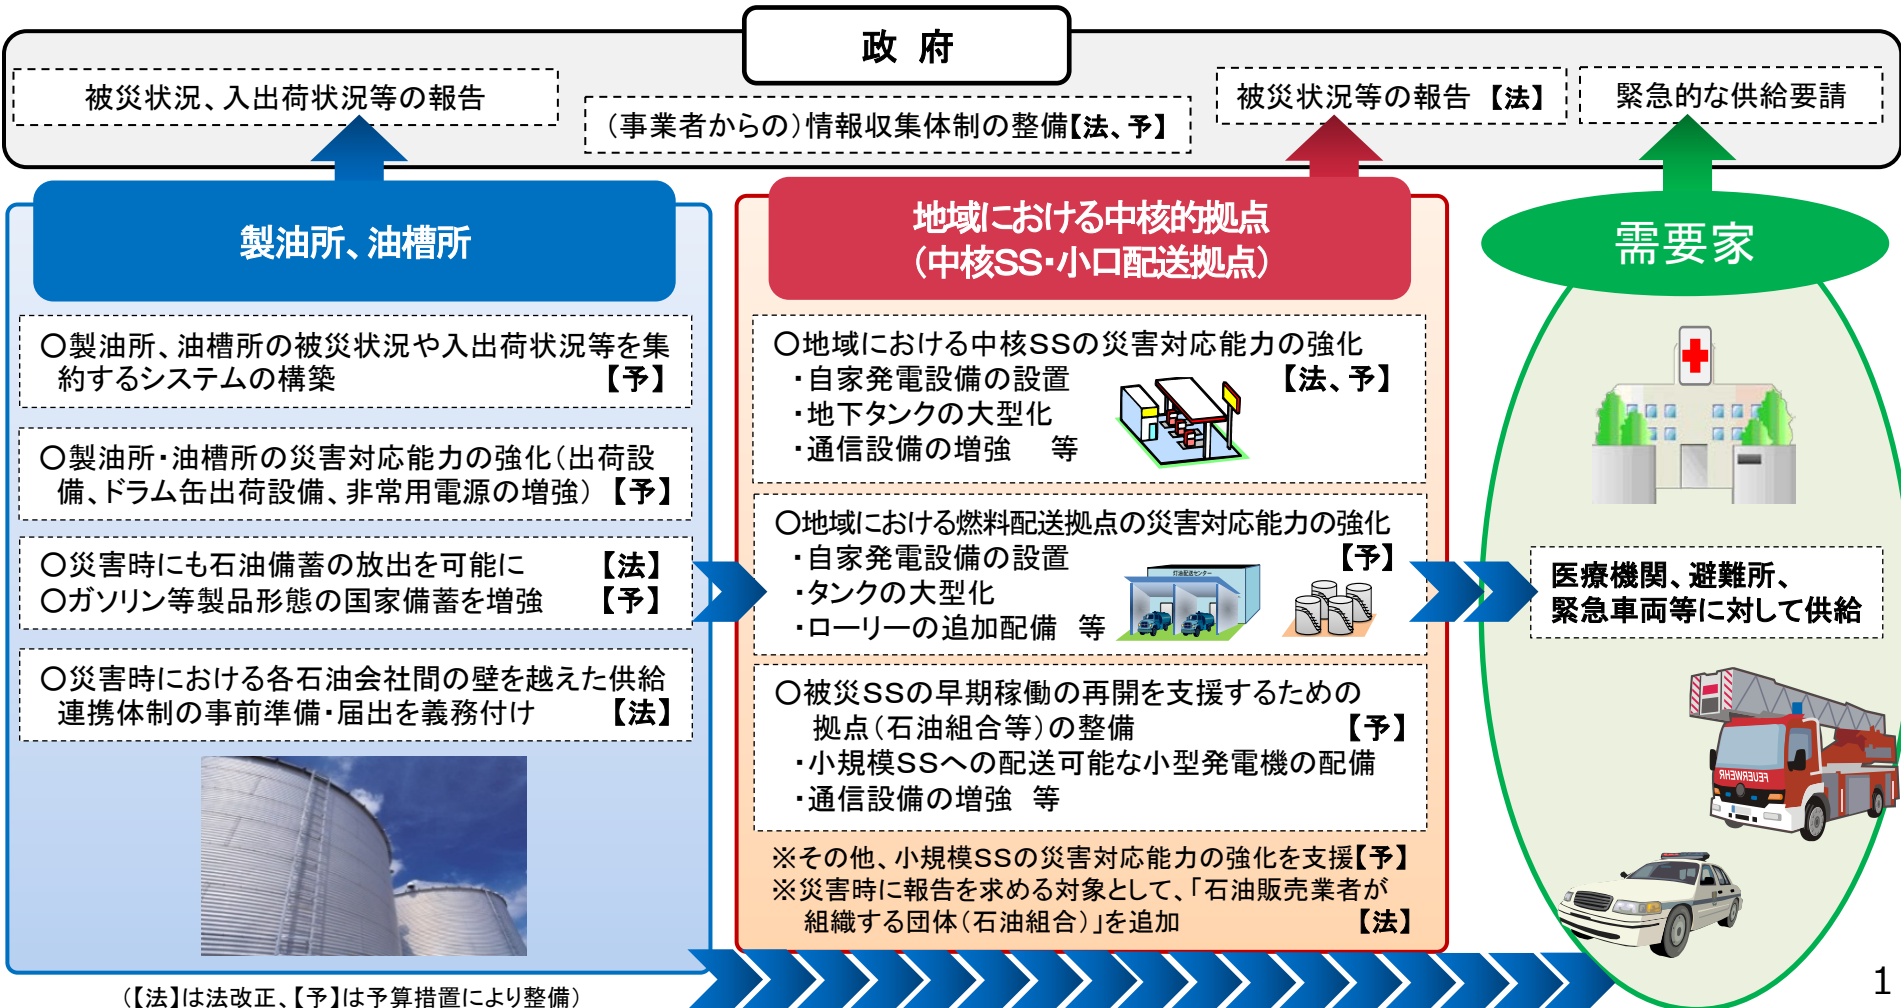 政 府
被災状況、入出荷状況等の報告
(事業者からの)情報収集体制の整備【法、予】
被災状況等の報告【法】
緊急的な供給要請
製油所、油槽所
〇製油所、油槽所の被災状況や入出荷状況等を集
約するシステムの構築 【予】
〇製油所・油槽所の災害対応能力の強化(出荷設
備、ドラム缶出荷設備、非常用電源の増強)【予】
〇災害時にも石油備蓄の放出を可能に 【法】
〇ガソリン等製品形態の国家備蓄を増強 【予】
〇災害時における各石油会社間の壁を越えた供給
連携体制の事前準備・届出を義務付け 【法】
(【法】は法改正、【予】は予算措置により整備)
地域における中核的拠点
(中核SS・小口配送拠点)
〇地域における中核SSの災害対応能力の強化
・自家発電設備の設置 【法、予】
・地下タンクの大型化
・通信設備の増強 等
〇地域における燃料配送拠点の災害対応能力の強化
・自家発電設備の設置 【予】
・タンクの大型化
・ローリーの追加配備 等
灯油配送センター
〇被災SSの早期稼働の再開を支援するための
拠点(石油組合等)の整備 【予】
・小規模SSへの配送可能な小型発電機の配備
・通信設備の増強 等
※その他、小規模SSの災害対応能力の強化を支援【予】
※災害時に報告を求める対象として、「石油販売業者が
組織する団体(石油組合)」を追加 【法】
需要家
医療機関、避難所、
緊急車両等に対して供給
FEUERWEHR
1